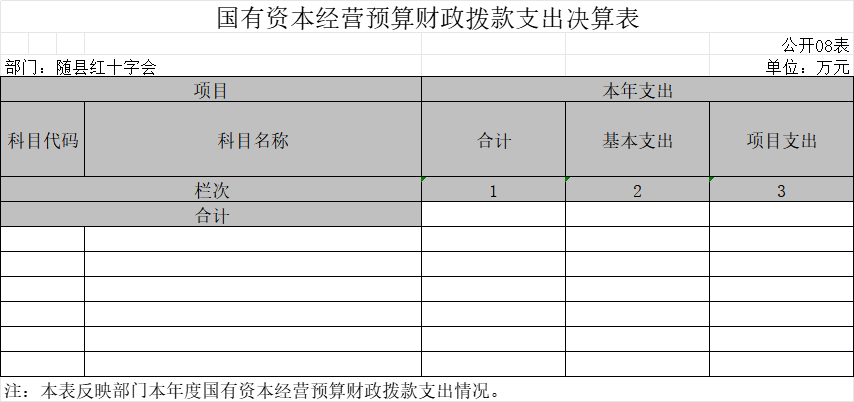 国有资本经营预算财政拨款支出决算表
公开08表
部门：随县红十字会 单位：万元
项目 本年支出
科目代码 科目名称 合计 基本支出 项目支出
栏次 1 2 3
合计
注：本表反映部门本年度国有资本经营预算财政拨款支出情况。